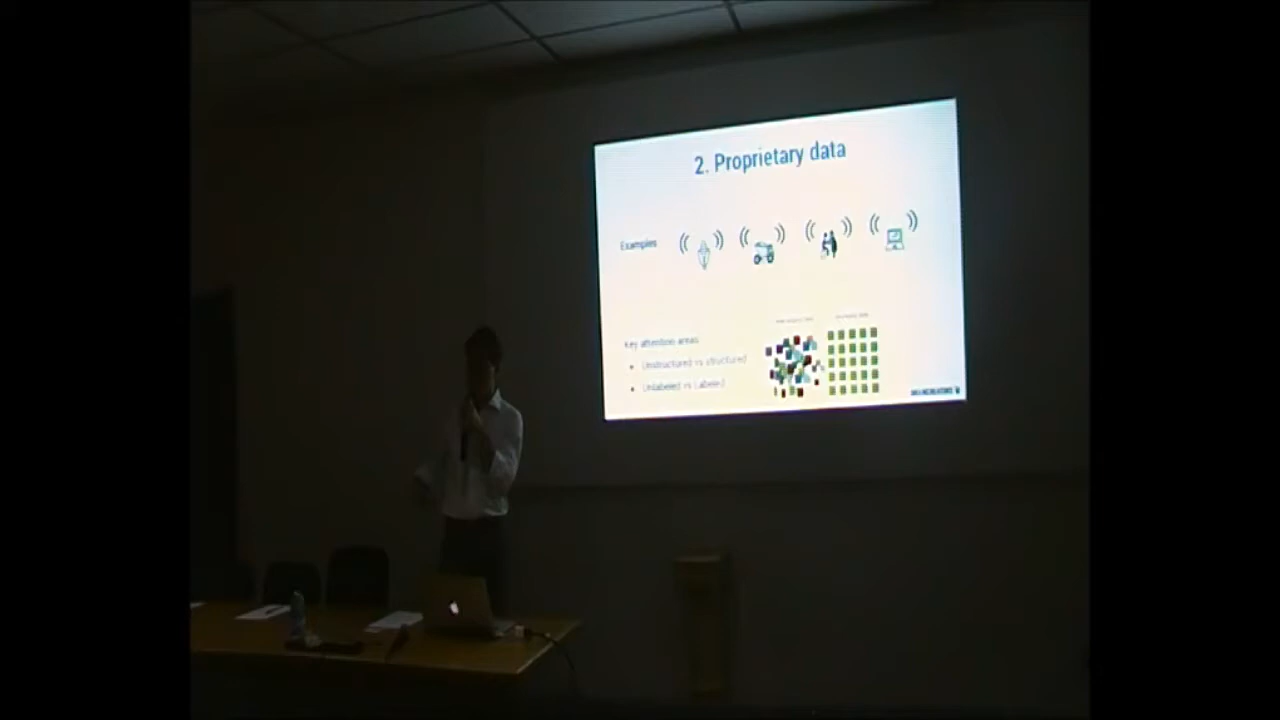 2. Proprietary data
Examples
Key attention areas
• Unstructured vs structured
• Unlabeled vs Labeled